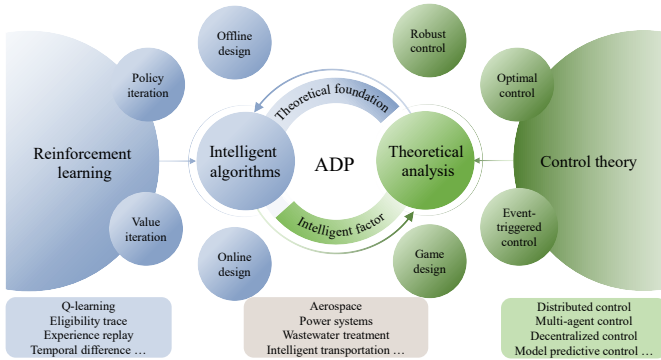 Offline
design
Robust
control
Policy
iteration
Optimal
control
Theoretical foundation
Reinforcement
learning
Intelligent
algorithms
ADP
Theoretical
analysis
Control theory
Intelligent factor
Value
iteration
Event-
triggered
control
Online
design
Game
design
Q-learning
Eligibility trace
Experience replay
Temporal difference ...
Aerospace
Power systems
Wastewater treatment
Intelligent transportation ...
Distributed control
Multi-agent control
Decentralized control
Model predictive control ...